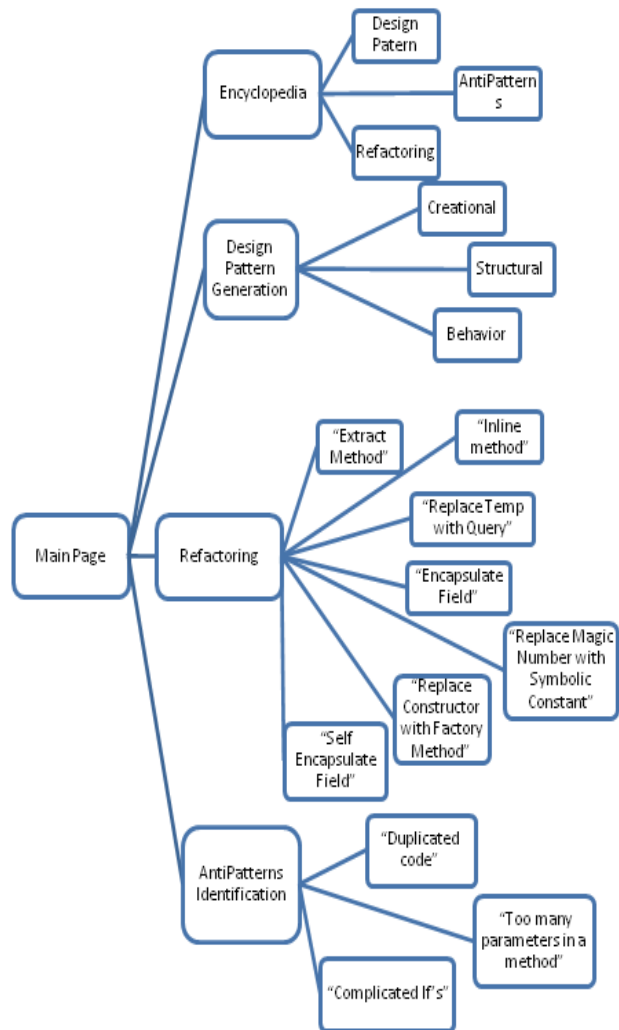 Design
Patern
Encyclopedia
AntiPattern
s
Refactoring
Creational
Design
Pattern
Generation
Structural
Behavior
"Extract
Method"
"Inline
method"
"Replace Temp
with Query"
Main Page
Refactoring
"Encapsulate
Field"
"Replace Magic
Number with
Symbolic
Constant"
"Replace
Constructor
with Factory
Method"
"Self
Encapsulate
Field"
"Duplicated
code"
AntiPatterns
Identification
"Too many
parameters in a
method"
"Complicated If's"